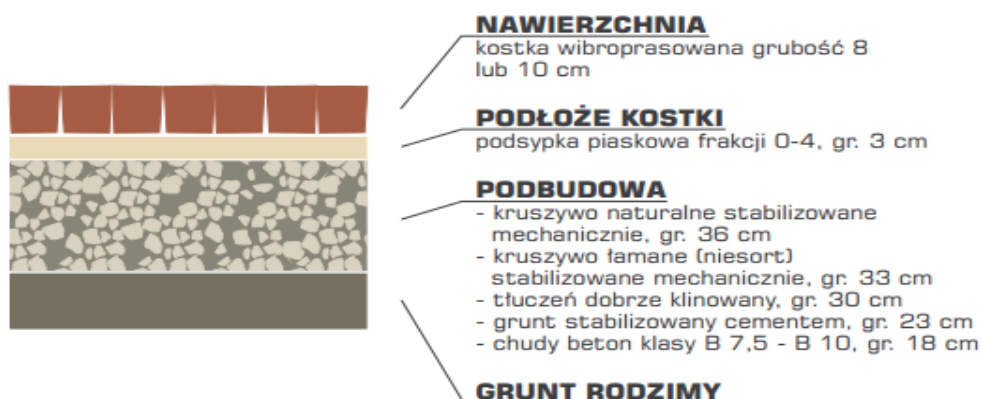 NAWIERZCHNIA
kostka wibroprasowana grubość 8
lub 10 cm
PODŁOŻE KOSTKI
podsypka piaskowa frakcji 0-4, gr. 3 cm
PODBUDOWA
- kruszywo naturalne stabilizowane
mechanicznie, gr. 36 cm
- kruszywo łamane (niesort)
stabilizowane mechanicznie, gr. 33 cm
- tłuczeń dobrze klinowany, gr. 30 cm
- grunt stabilizowany cementem, gr. 23 cm
- chudy beton klasy B 7,5 - B 10, gr. 18 cm
GRUNT RODZIMY